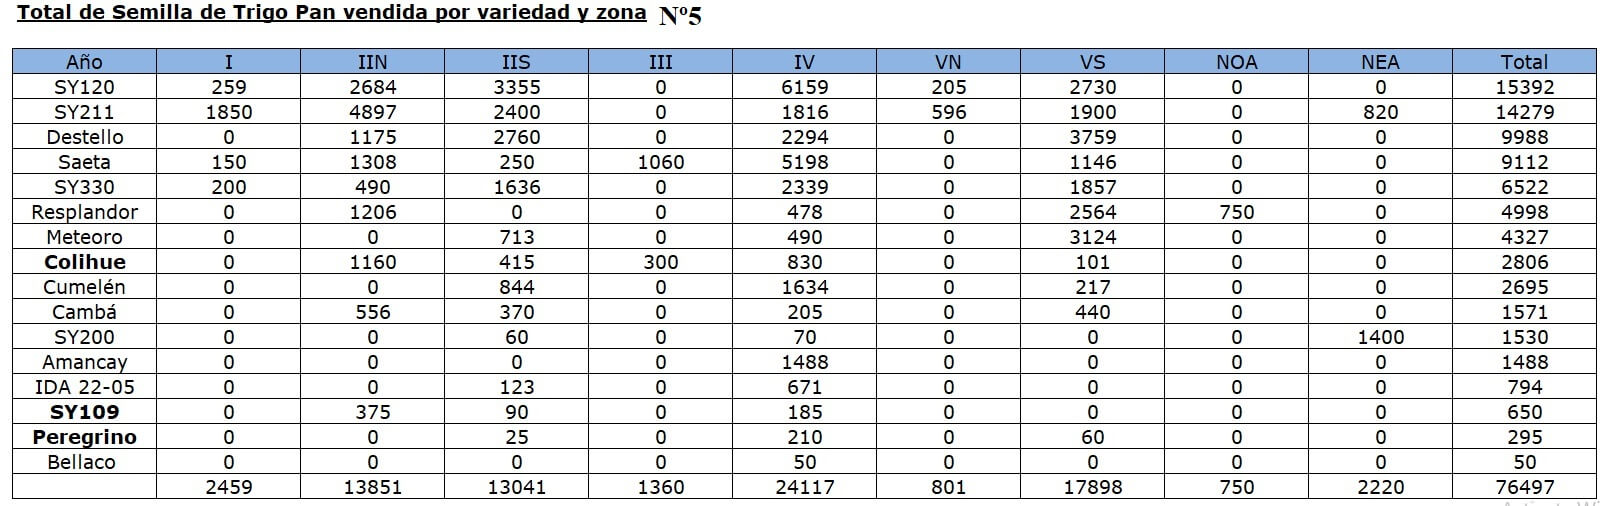 Total de Semilla de Trigo Pan vendida por variedad y zona Nº5
Año I IIN IIS III IV VN VS NOA NEA Total
SY120 259 2684 3355 0 6159 205 2730 0 0 15392
SY211 1850 4897 2400 0 1816 596 1900 0 820 14279
Destello 0 1175 2760 0 2294 0 3759 0 0 9988
Saeta 150 1308 250 1060 5198 0 1146 0 0 9112
SY330 200 490 1636 0 2339 0 1857 0 0 6522
Resplandor 0 1206 0 0 478 0 2564 750 0 4998
Meteoro 0 0 713 0 490 0 3124 0 0 4327
Colihue 0 1160 415 300 830 0 101 0 0 2806
Cumelén 0 0 844 0 1634 0 217 0 0 2695
Cambá 0 556 370 0 205 0 440 0 0 1571
SY200 0 0 60 0 70 0 0 0 1400 1530
Amancay 0 0 0 0 1488 0 0 0 0 1488
IDA 22-05 0 0 123 0 671 0 0 0 0 794
SY109 0 375 90 0 185 0 0 0 0 650
Peregrino 0 0 25 0 210 0 60 0 0 295
Bellaco 0 0 0 0 50 0 0 0 0 50
2459 13851 13041 1360 24117 801 17898 750 2220 76497